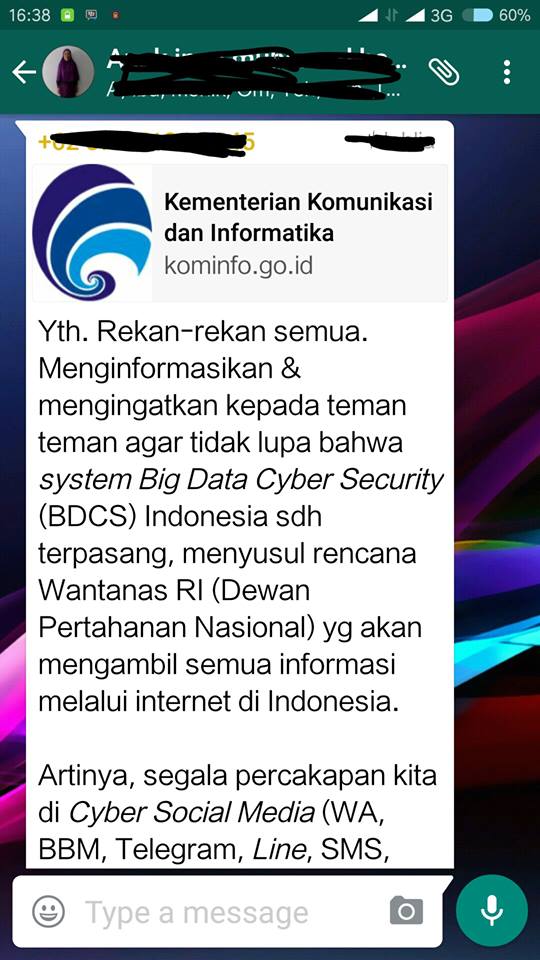 16:38
3G
60%
Kementerian Komunikasi
dan Informatika
kominfo.go.id
Yth. Rekan-rekan semua.
Menginformasikan &
mengingatkan kepada teman
teman agar tidak lupa bahwa
system Big Data Cyber Security
(BDCS) Indonesia sdh
terpasang, menyusul rencana
Wantanas RI (Dewan
Pertahanan Nasional) yg akan
mengambil semua informasi
melalui internet di Indonesia.
Artinya, segala percakapan kita
di Cyber Social Media (WA,
BBM, Telegram, Line, SMS,
Type a message